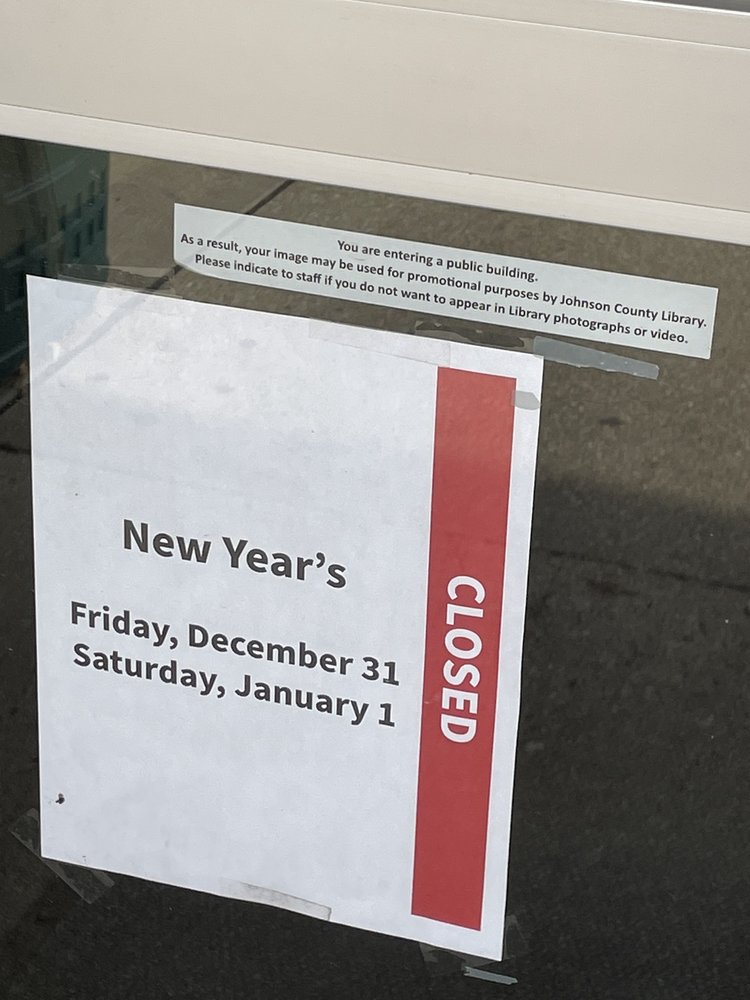 You are entering a public building.
As a result, your image may be used for promotional purposes by Johnson County Library.
Please indicate to staff if you do not want to appear in Library photographs or video.
New Year's
Friday, December 31
Saturday, January 1
CLOSED